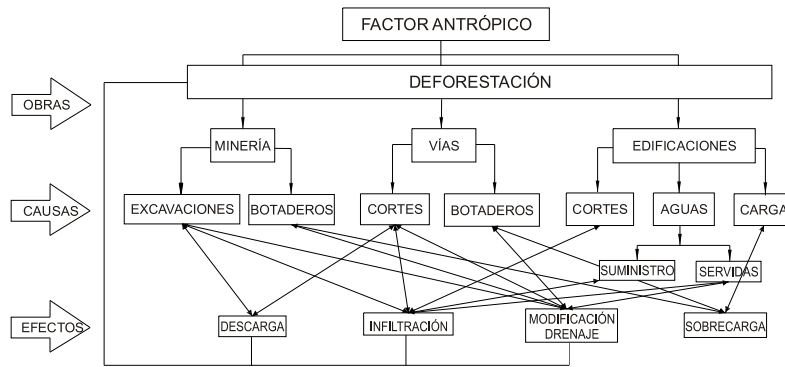 FACTOR ANTRÓPICO
DEFORESTACIÓN
OBRAS
MINERÍA
VÍAS
EDIFICACIONES
CAUSAS
EXCAVACIONES
BOTADEROS
CORTES
BOTADEROS
CORTES
AGUAS
CARGA
SUMINISTRO
SERVIDAS
EFECTOS
DESCARGA
INFILTRACIÓN
MODIFICACIÓN
DRENAJE
SOBRECARGA